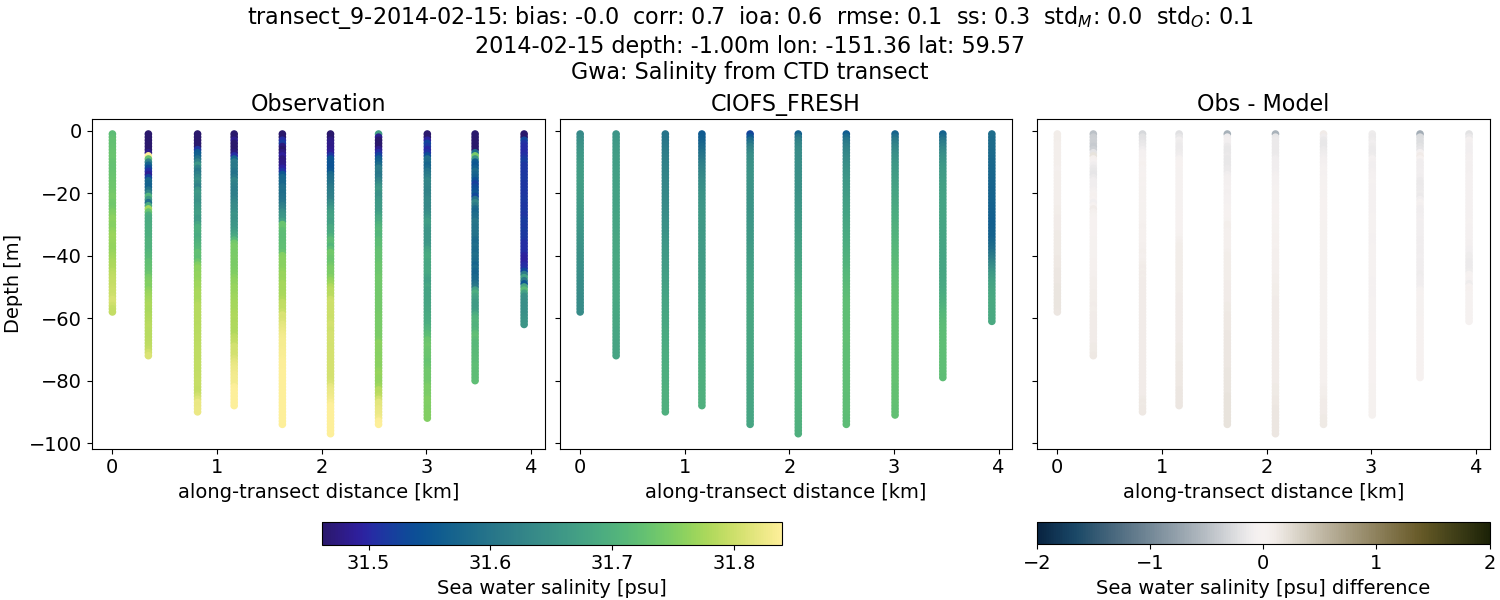 transect_9-2014-02-15: bias: -0.0  corr: 0.7  ioa: 0.6  rmse: 0.1  ss: 0.3  std_M: 0.0  std_O: 0.1
2014-02-15 depth: -1.00m lon: -151.36 lat: 59.57
Gwa: Salinity from CTD transect
Observation
CIOFS_FRESH
Obs - Model
Depth [m]
0
−20
−40
−60
−80
−100
0 1 2 3 4
along-transect distance [km]
0 1 2 3 4
along-transect distance [km]
0 1 2 3 4
along-transect distance [km]
31.5 31.6 31.7 31.8
Sea water salinity [psu]
−2 −1 0 1 2
Sea water salinity [psu] difference